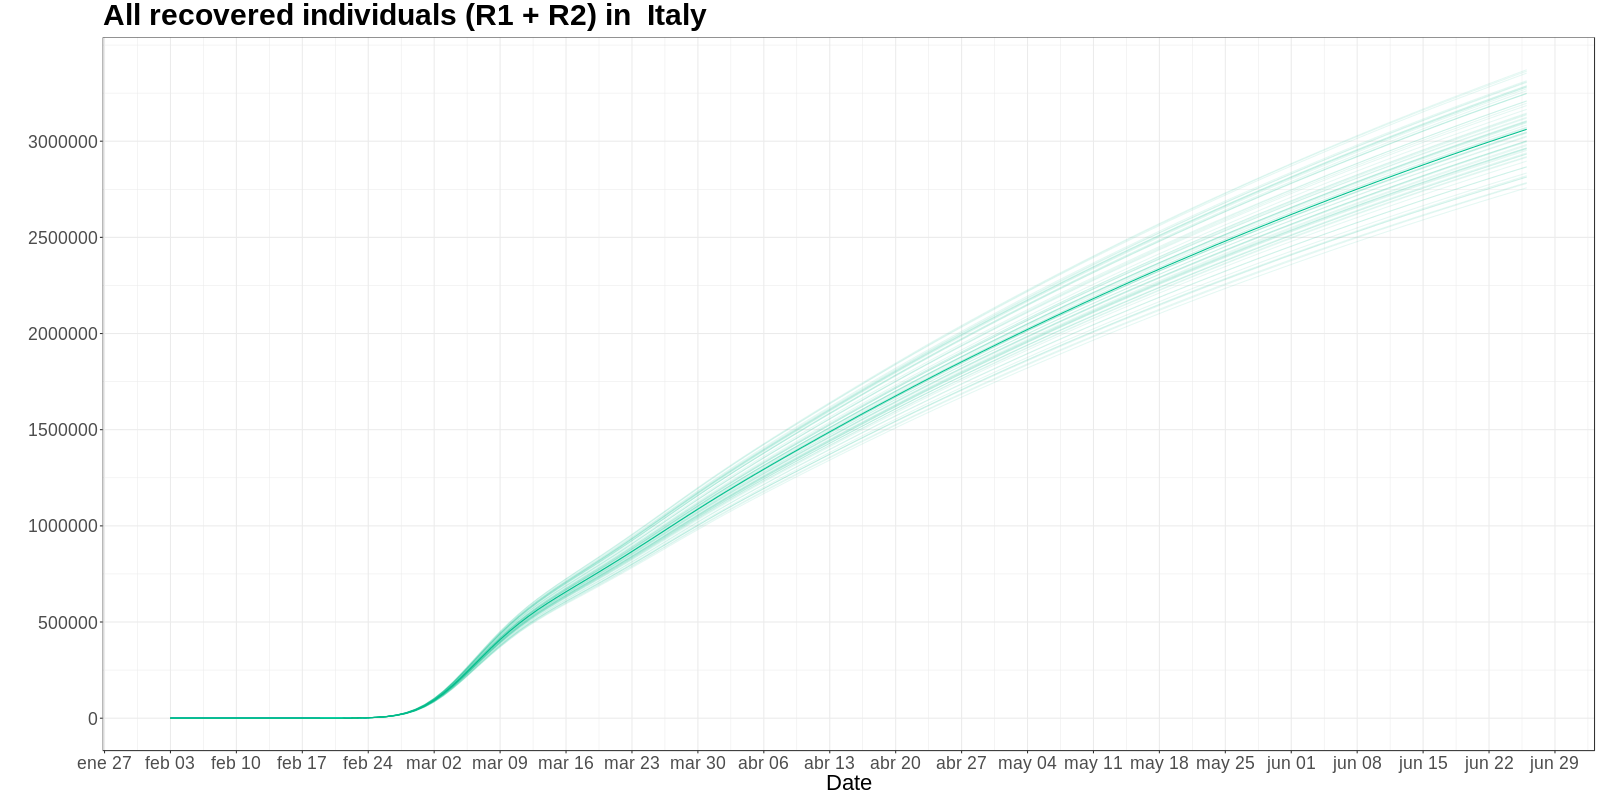 All recovered individuals (R1 + R2) in  Italy
3000000
2500000
2000000
1500000
1000000
500000
0
ene 27 feb 03 feb 10 feb 17 feb 24 mar 02 mar 09 mar 16 mar 23 mar 30 abr 06 abr 13 abr 20 abr 27 may 04 may 11 may 18 may 25 jun 01 jun 08 jun 15 jun 22 jun 29
Date